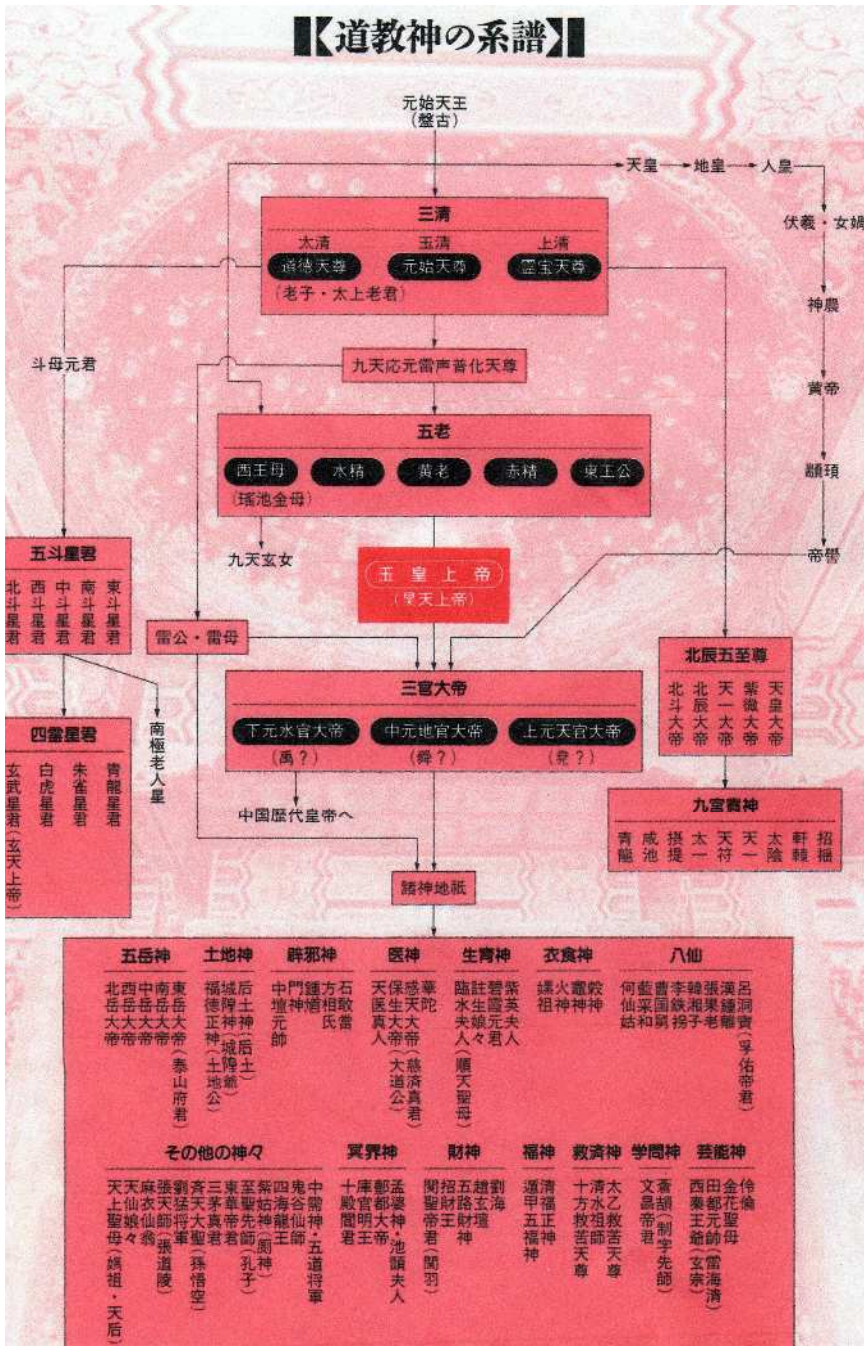 【道教神の系譜】
元始天王
(盤古)
天皇
地皇
人皇
伏羲・女媧
神農
黄帝
顓頊
帝嚳
三清
太清
玉清
上清
道徳天尊
元始天尊
霊宝天尊
(老子・太上老君)
斗母元君
九天応元雷声普化天尊
五老
西王母
水精
黄老
赤精
東王公
(瑤池金母)
九天玄女
玉皇上帝
(昊天上帝)
五斗星君
東斗星君
南斗星君
中斗星君
西斗星君
北斗星君
雷公・雷母
南極老人星
四霊星君
青龍星君
朱雀星君
白虎星君
玄武星君(玄天上帝)
三官大帝
下元水官大帝
中元地官大帝
上元天官大帝
(禹?)
(舜?)
(堯?)
中国歴代皇帝へ
北辰五至尊
天皇大帝
紫微大帝
天一大帝
北辰大帝
北斗大帝
九宮貴神
招揺
軒轅
太陰
天一
天符
太一
摂提
咸池
青龍
諸神地祇
八仙
呂洞賓(孚佑帝君)
漢鍾離
張果老
韓湘子
李鉄拐
曹国舅
藍采和
何仙姑
衣食神
穀神
竈神
火神
嫘祖
生育神
紫英夫人
碧霞元君
註生娘々
臨水夫人(順天聖母)
医神
華陀
感天大帝(慈済真君)
保生大帝(大道公)
天医真人
辟邪神
石敢當
方相氏
鍾馗
門神
中壇元帥
土地神
后土神(后土)
城隍神(城隍爺)
福徳正神(土地公)
五岳神
東岳大帝(泰山府君)
南岳大帝
中岳大帝
西岳大帝
北岳大帝
芸能神
伶倫
金花聖母
田都元帥(雷海清)
西秦王爺(玄宗)
学問神
蒼頡(制字先師)
文昌帝君
救済神
太乙救苦天尊
清水祖師
十方救苦天尊
福神
清福正神
遁甲五福神
財神
劉海
趙玄壇
五路財神
招財王
関聖帝君(関羽)
冥界神
孟婆神・池頭夫人
酆都大帝
庫官明王
十殿閻君
その他の神々
中霤神・五道将軍
鬼谷仙師
四海龍王
紫姑神(厠神)
至聖先師(孔子)
東華帝君
三茅真君
斉天大聖(孫悟空)
劉猛将軍
張天師(張道陵)
麻衣仙翁
天仙娘々
天上聖母(媽祖・天后)